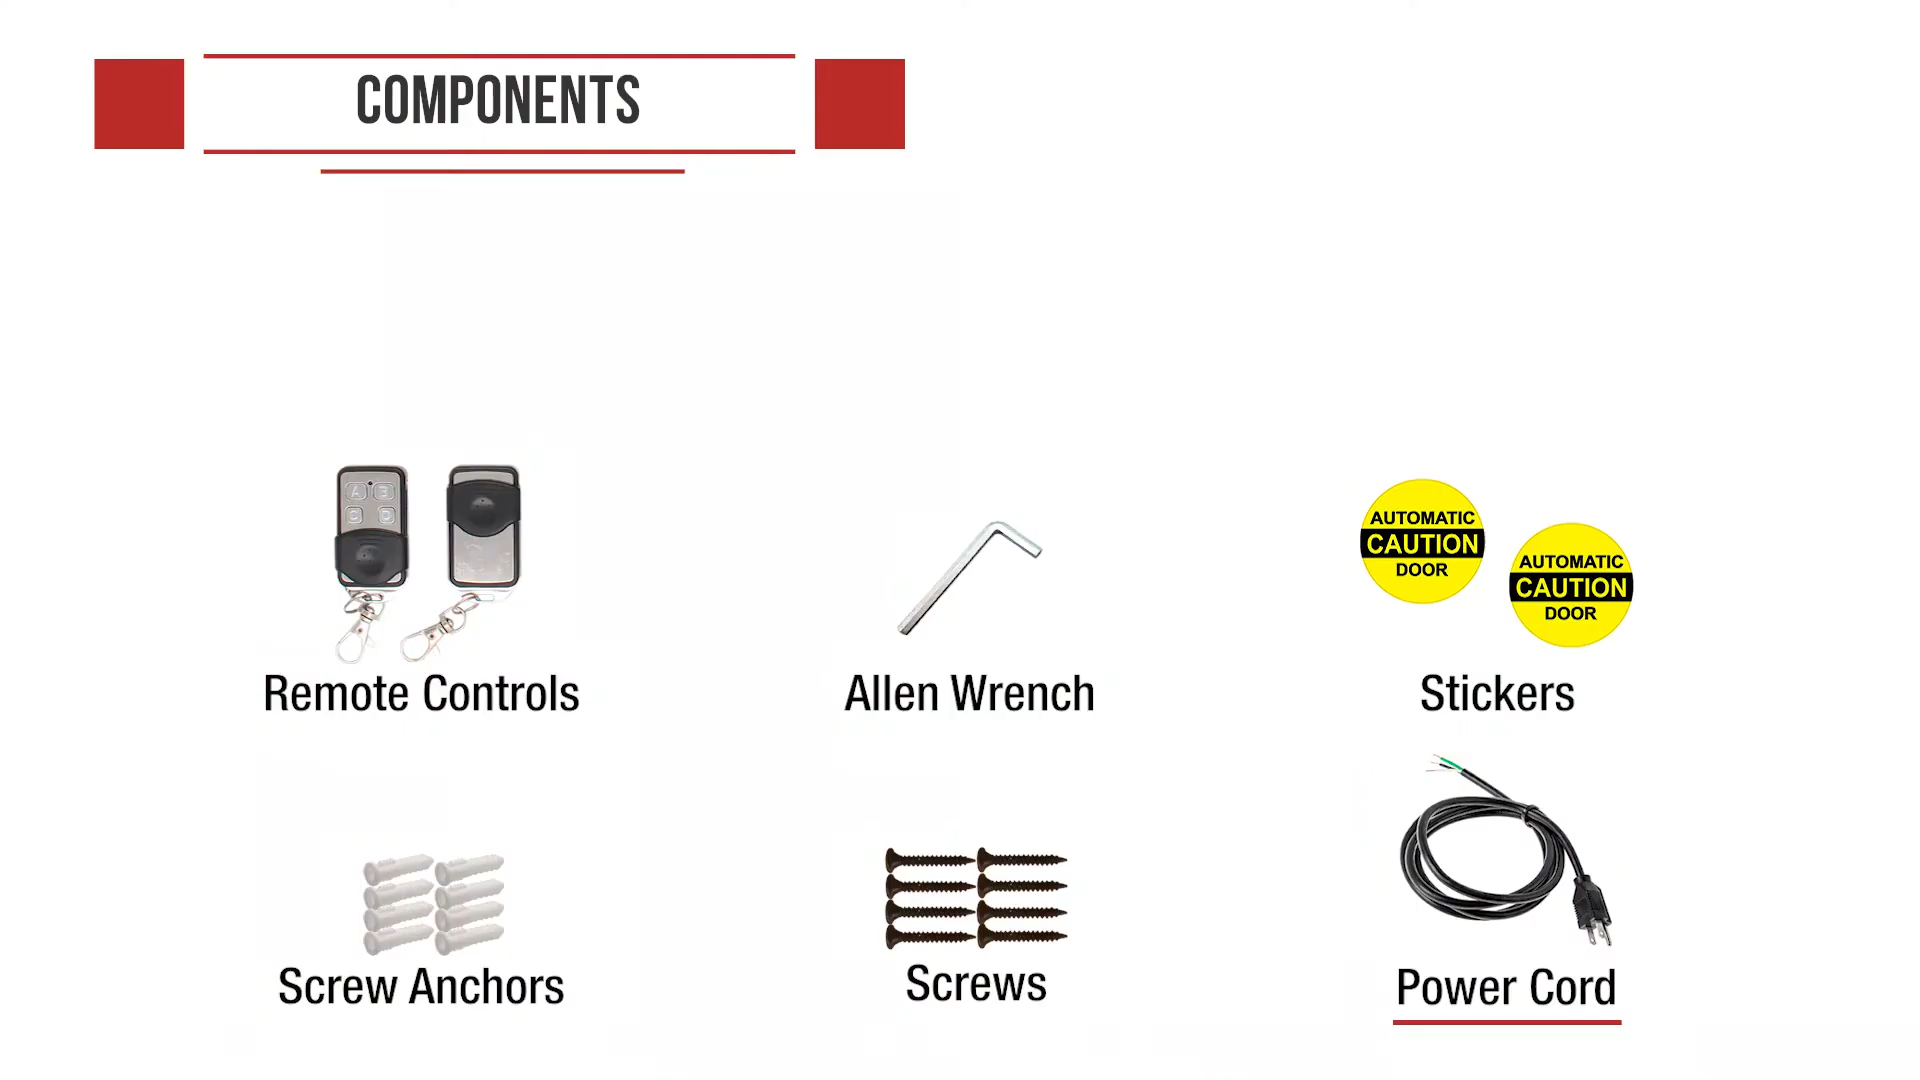 COMPONENTS
A B
C D
AUTOMATIC
CAUTION
DOOR
AUTOMATIC
CAUTION
DOOR
Remote Controls
Allen Wrench
Stickers
Screw Anchors
Screws
Power Cord